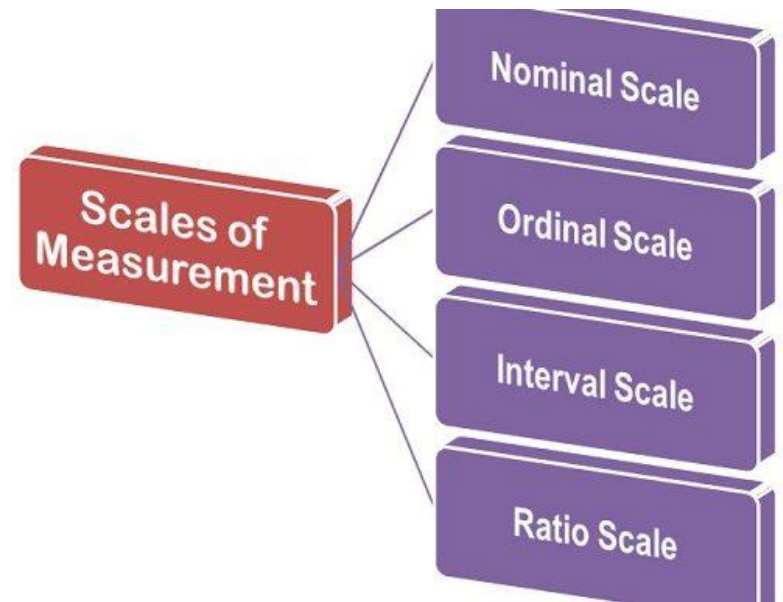 Scales of
Measurement
Nominal Scale
Ordinal Scale
Interval Scale
Ratio Scale